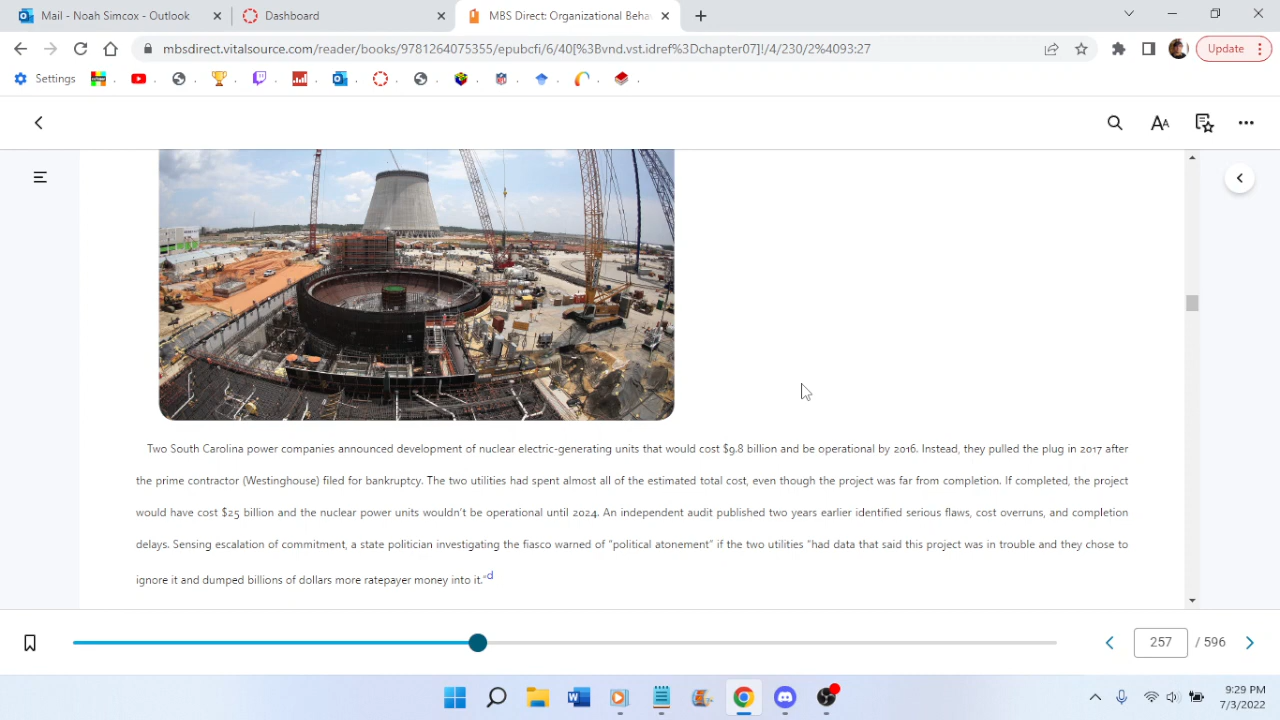 Mail - Noah Simcox - Outlook
Dashboard
MBS Direct: Organizational Beha
mbsdirect.vitalsource.com/reader/books/9781264075355/epubcfi/6/40[%3Bvnd.vst.idref%3Dchapter07]!/4/230/2%4093:27
Update
Settings
AA
Two South Carolina power companies announced development of nuclear electric-generating units that would cost $9.8 billion and be operational by 2016. Instead, they pulled the plug in 2017 after
the prime contractor (Westinghouse) filed for bankruptcy. The two utilities had spent almost all of the estimated total cost, even though the project was far from completion. If completed, the project
would have cost $25 billion and the nuclear power units wouldn't be operational until 2024. An independent audit published two years earlier identified serious flaws, cost overruns, and completion
delays. Sensing escalation of commitment, a state politician investigating the fiasco warned of “political atonement” if the two utilities “had data that said this project was in trouble and they chose to
ignore it and dumped billions of dollars more ratepayer money into it.”d
257 / 596
9:29 PM
7/3/2022